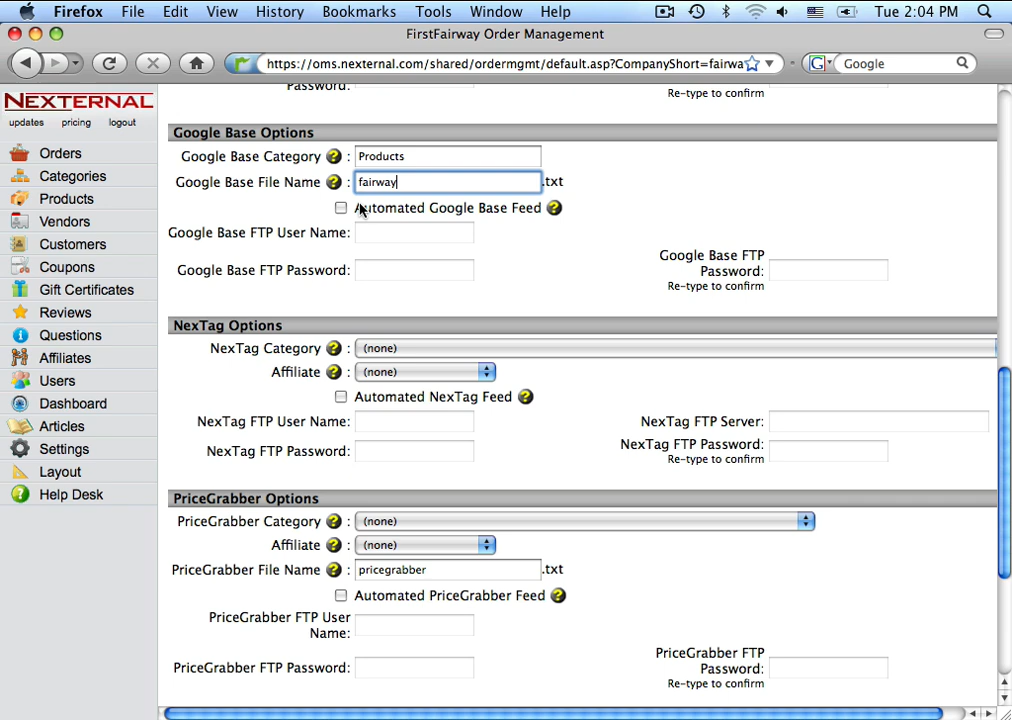 Firefox File Edit View History Bookmarks Tools Window Help Tue 2:04 PM
FirstFairway Order Management
https://oms.nexternal.com/shared/ordermgmt/default.asp?CompanyShort=fairwa Google
NEXTERNAL
updates pricing logout
Orders
Categories
Products
Vendors
Customers
Coupons
Gift Certificates
Reviews
Questions
Affiliates
Users
Dashboard
Articles
Settings
Layout
Help Desk
Password:
Re-type to confirm
Google Base Options
Google Base Category ? : Products
Google Base File Name ? : fairway .txt
Automated Google Base Feed ?
Google Base FTP User Name:
Google Base FTP Password:
Google Base FTP
Password:
Re-type to confirm
NexTag Options
NexTag Category ? : (none)
Affiliate ? : (none)
Automated NexTag Feed ?
NexTag FTP User Name:
NexTag FTP Server:
NexTag FTP Password:
NexTag FTP Password:
Re-type to confirm
PriceGrabber Options
PriceGrabber Category ? : (none)
Affiliate ? : (none)
PriceGrabber File Name ? : pricegrabber .txt
Automated PriceGrabber Feed ?
PriceGrabber FTP User
Name:
PriceGrabber FTP Password:
PriceGrabber FTP
Password:
Re-type to confirm